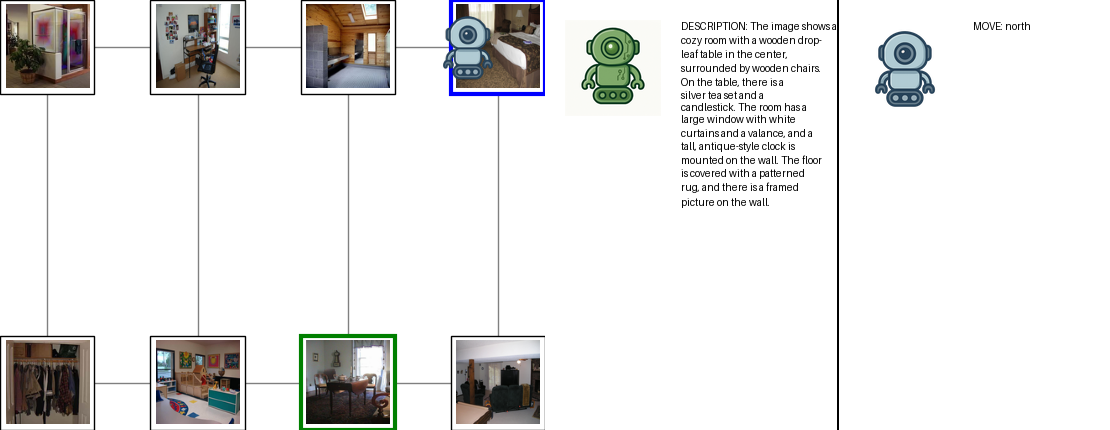 DESCRIPTION: The image shows a
cozy room with a wooden drop-
leaf table in the center,
surrounded by wooden chairs.
On the table, there is a
silver tea set and a
candlestick. The room has a
large window with white
curtains and a valance, and a
tall, antique-style clock is
mounted on the wall. The floor
is covered with a patterned
rug, and there is a framed
picture on the wall.
MOVE: north